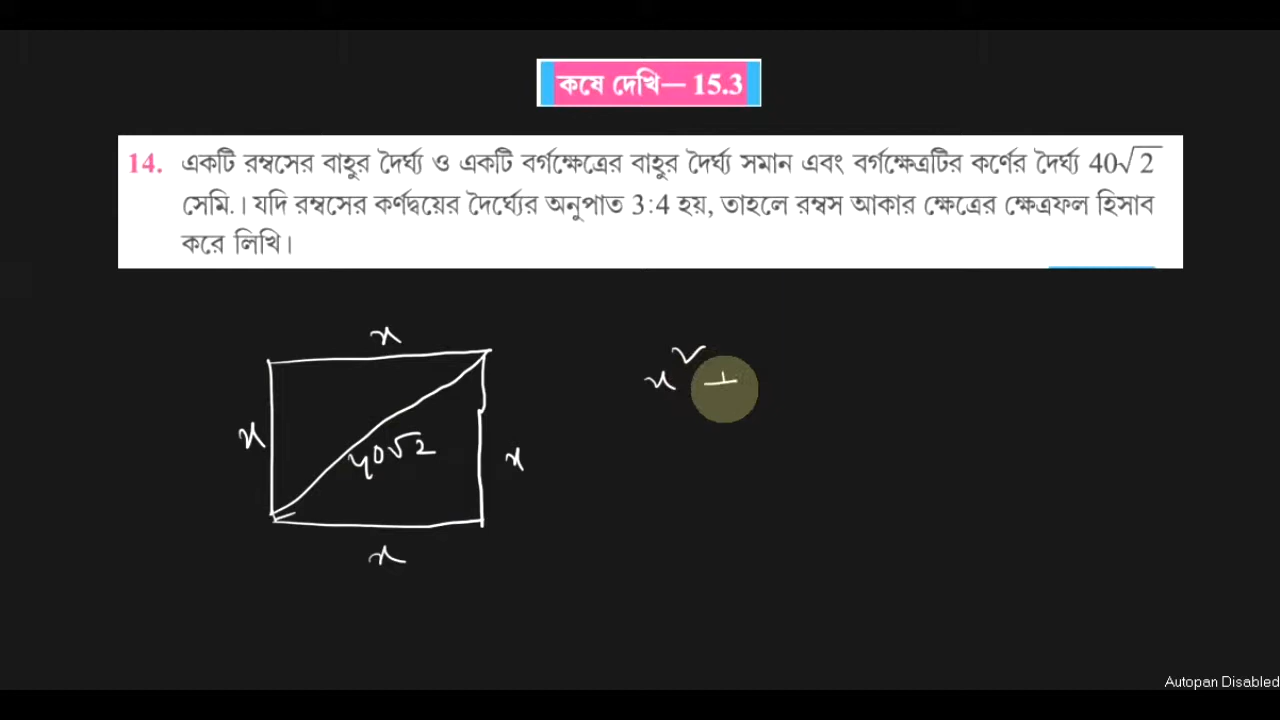 কষে দেখি— 15.3
14. একটি রম্বসের বাহুর দৈর্ঘ্য ও একটি বর্গক্ষেত্রের বাহুর দৈর্ঘ্য সমান এবং বর্গক্ষেত্রটির কর্ণের দৈর্ঘ্য 40√2
সেমি.। যদি রম্বসের কর্ণদ্বয়ের দৈর্ঘ্যের অনুপাত 3:4 হয়, তাহলে রম্বস আকার ক্ষেত্রের ক্ষেত্রফল হিসাব
করে লিখি।
x
x² +
x
40√2
x
x
Autopan Disabled